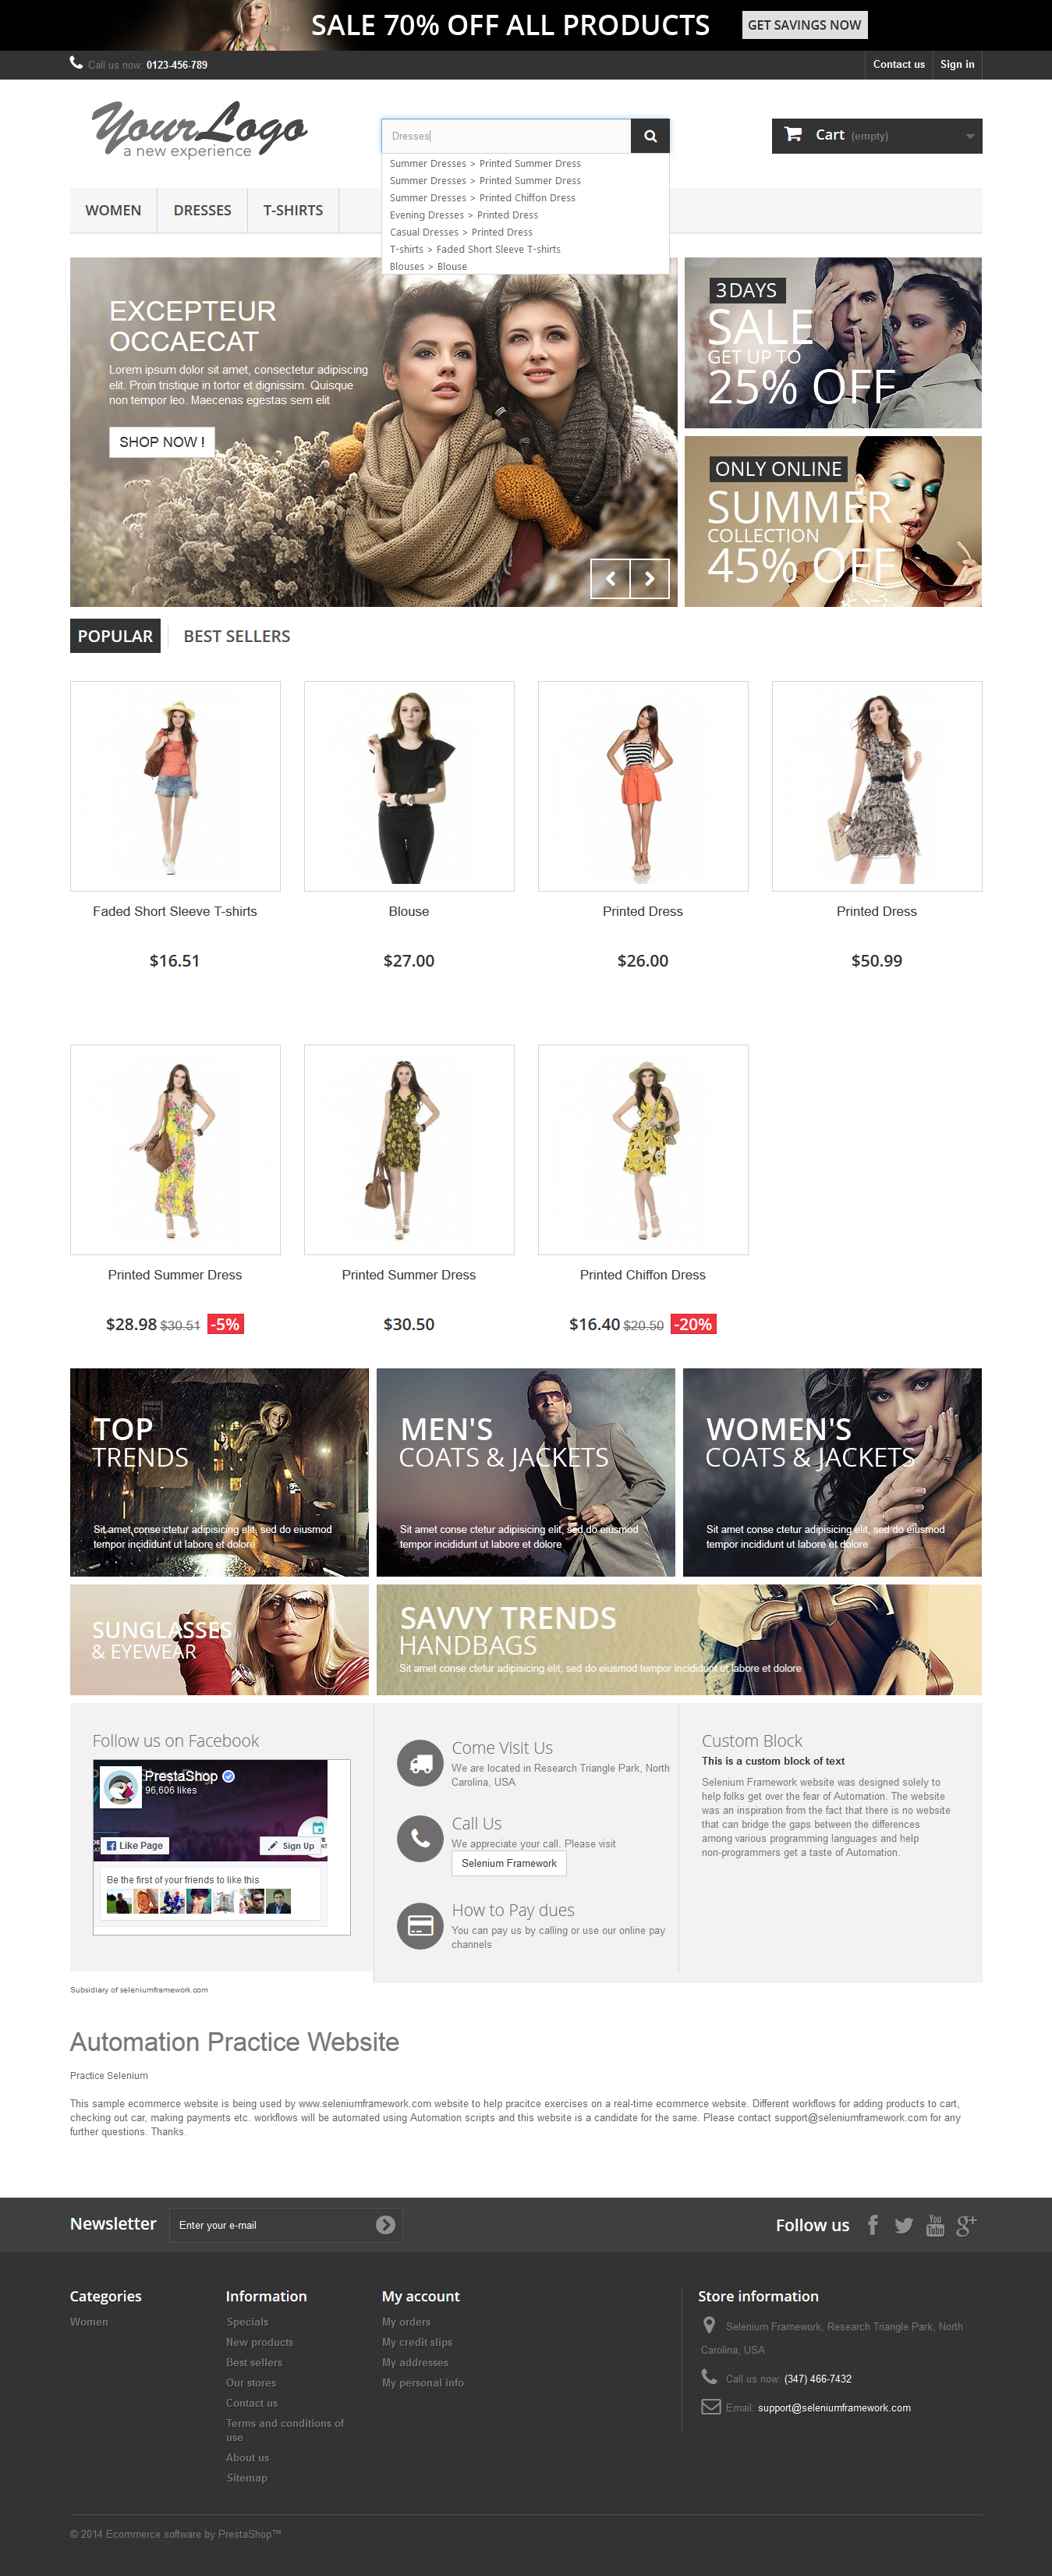 SALE 70% OFF ALL PRODUCTS GET SAVINGS NOW
Call us now: 0123-456-789 Contact us Sign in
Your Logo
a new experience
Dresses
Cart (empty)
Summer Dresses > Printed Summer Dress
Summer Dresses > Printed Summer Dress
Summer Dresses > Printed Chiffon Dress
Evening Dresses > Printed Dress
Casual Dresses > Printed Dress
T-shirts > Faded Short Sleeve T-shirts
Blouses > Blouse
WOMEN DRESSES T-SHIRTS
EXCEPTEUR
OCCAECAT
Lorem ipsum dolor sit amet, consectetur adipiscing
elit. Proin tristique in tortor et dignissim. Quisque
non tempor leo. Maecenas egestas sem elit
SHOP NOW !
3 DAYS
SALE
GET UP TO
25% OFF
ONLY ONLINE
SUMMER
COLLECTION
45% OFF
POPULAR BEST SELLERS
Faded Short Sleeve T-shirts Blouse Printed Dress Printed Dress
$16.51 $27.00 $26.00 $50.99
Printed Summer Dress Printed Summer Dress Printed Chiffon Dress
$28.98 $30.51 -5% $30.50 $16.40 $20.50 -20%
TOP
TRENDS
Sit amet conse ctetur adipisicing elit, sed do eiusmod
tempor incididunt ut labore et dolore
MEN'S
COATS & JACKETS
Sit amet conse ctetur adipisicing elit, sed do eiusmod
tempor incididunt ut labore et dolore
WOMEN'S
COATS & JACKETS
Sit amet conse ctetur adipisicing elit, sed do eiusmod
tempor incididunt ut labore et dolore
SUNGLASSES
& EYEWEAR
SAVVY TRENDS
HANDBAGS
Sit amet conse ctetur adipisicing elit, sed do eiusmod tempor incididunt ut labore et dolore
Follow us on Facebook
PrestaShop
96,606 likes
Like Page Sign Up
Be the first of your friends to like this
Come Visit Us
We are located in Research Triangle Park, North
Carolina, USA
Call Us
We appreciate your call. Please visit
Selenium Framework
How to Pay dues
You can pay us by calling or use our online pay
channels
Custom Block
This is a custom block of text
Selenium Framework website was designed solely to
help folks get over the fear of Automation. The website
was an inspiration from the fact that there is no website
that can bridge the gaps between the differences
among various programming languages and help
non-programmers get a taste of Automation.
Subsidiary of seleniumframework.com
Automation Practice Website
Practice Selenium
This sample ecommerce website is being used by www.seleniumframework.com website to help pracitce exercises on a real-time ecommerce website. Different workflows for adding products to cart,
checking out car, making payments etc. workflows will be automated using Automation scripts and this website is a candidate for the same. Please contact support@seleniumframework.com for any
further questions. Thanks.
Newsletter Enter your e-mail Follow us You Tube
Categories
Women
Information
Specials
New products
Best sellers
Our stores
Contact us
Terms and conditions of
use
About us
Sitemap
My account
My orders
My credit slips
My addresses
My personal info
Store information
Selenium Framework, Research Triangle Park, North
Carolina, USA
Call us now: (347) 466-7432
Email: support@seleniumframework.com
© 2014 Ecommerce software by PrestaShop™